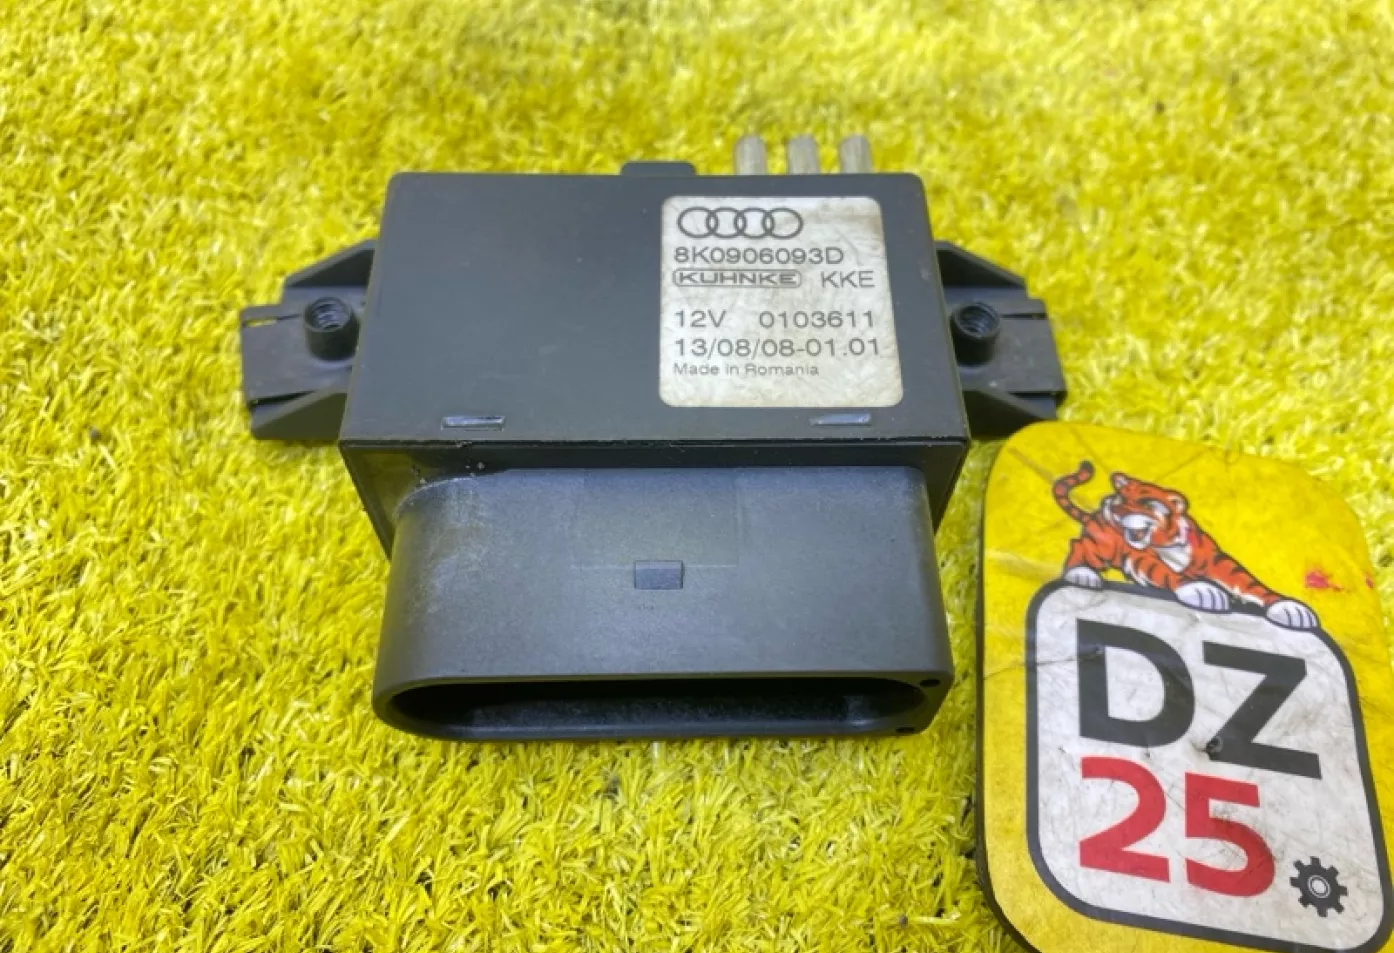 8K0906093D
KUHNKE KKE
12V 0103611
13/08/08-01.01
Made in Romania
DZ
25